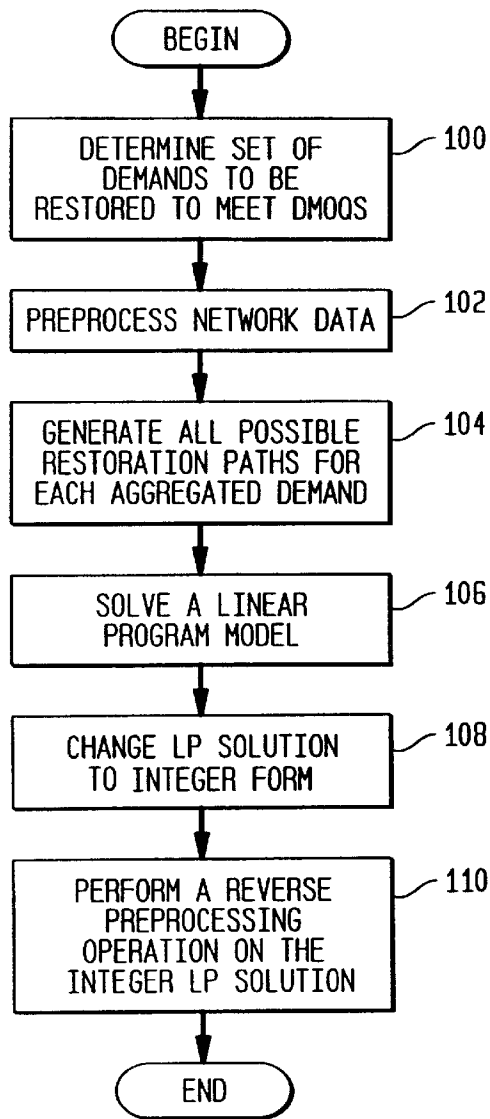 BEGIN
DETERMINE SET OF
DEMANDS TO BE
RESTORED TO MEET DMOQS
100
PREPROCESS NETWORK DATA
102
GENERATE ALL POSSIBLE
RESTORATION PATHS FOR
EACH AGGREGATED DEMAND
104
SOLVE A LINEAR
PROGRAM MODEL
106
CHANGE LP SOLUTION
TO INTEGER FORM
108
PERFORM A REVERSE
PREPROCESSING
OPERATION ON THE
INTEGER LP SOLUTION
110
END